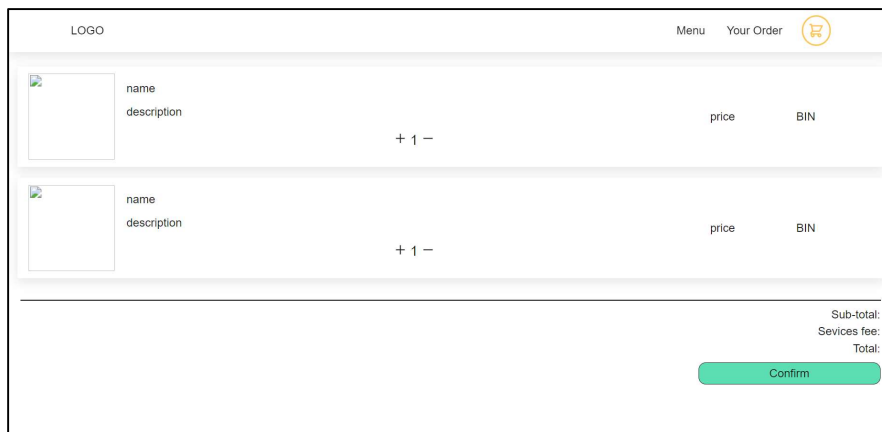 LOGO Menu Your Order
name
description
price BIN
+ 1 −
name
description
price BIN
+ 1 −
Sub-total:
Sevices fee:
Total:
Confirm